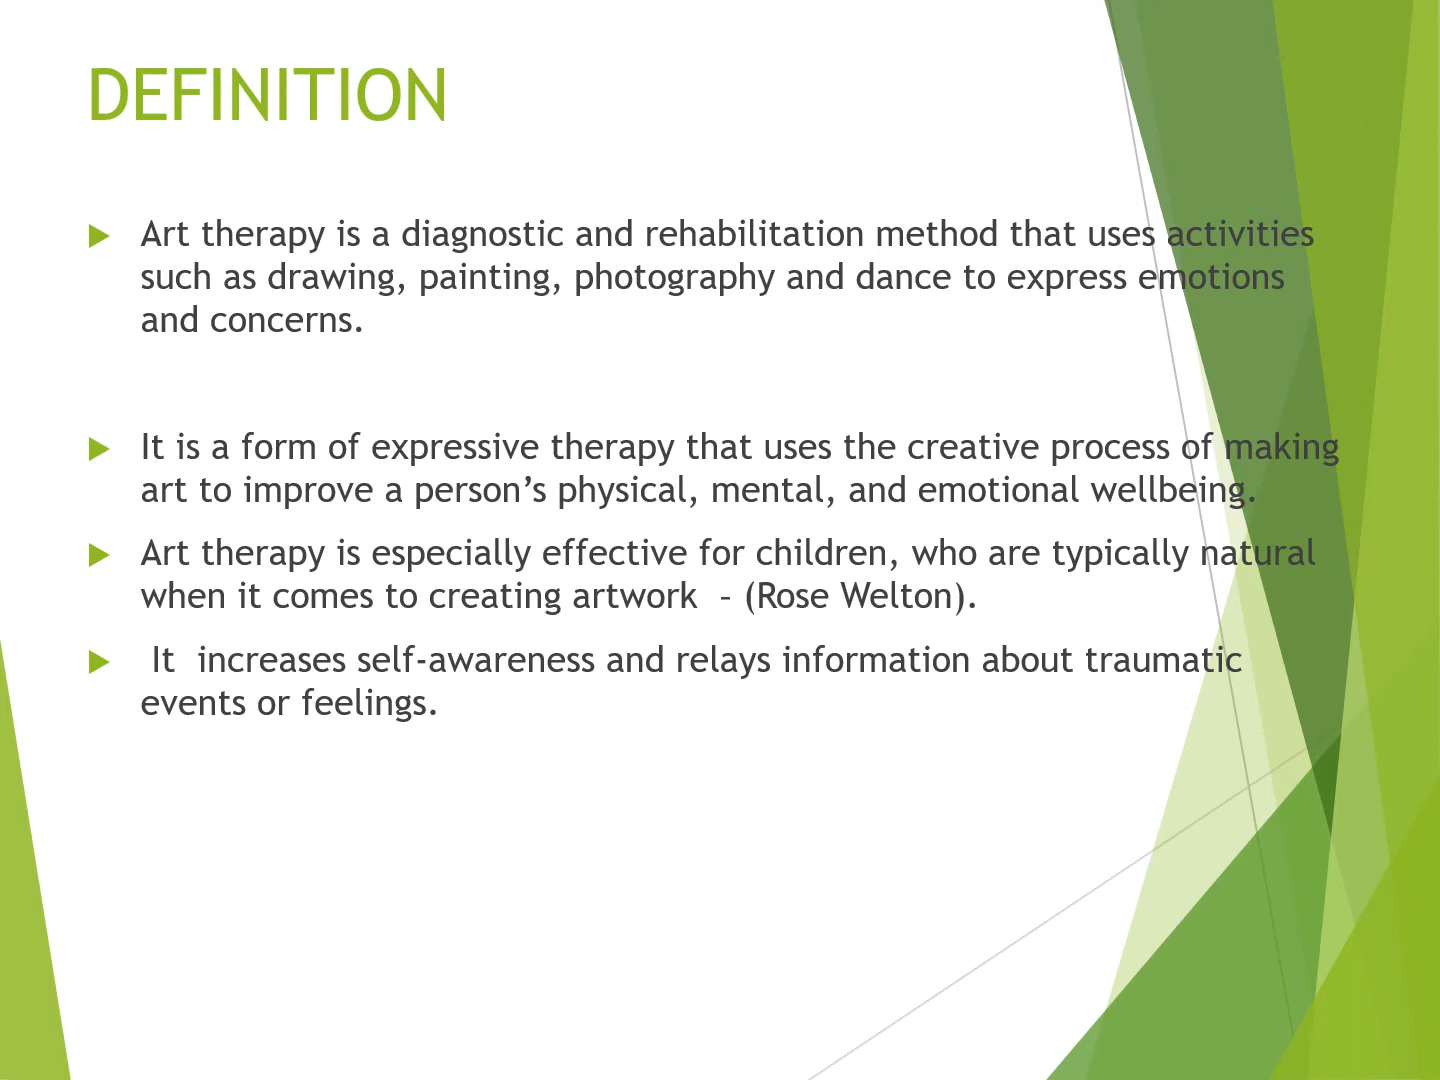 DEFINITION
Art therapy is a diagnostic and rehabilitation method that uses activities
such as drawing, painting, photography and dance to express emotions
and concerns.
It is a form of expressive therapy that uses the creative process of making
art to improve a person’s physical, mental, and emotional wellbeing.
Art therapy is especially effective for children, who are typically natural
when it comes to creating artwork  – (Rose Welton).
It  increases self-awareness and relays information about traumatic
events or feelings.